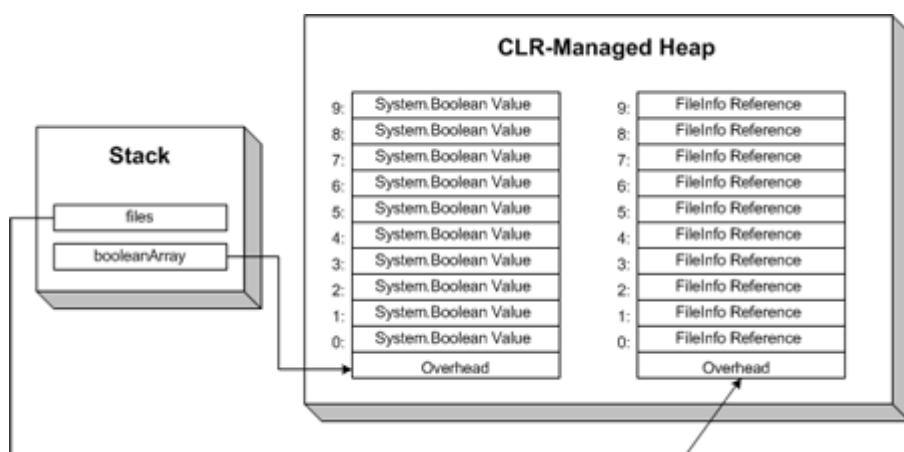 CLR-Managed Heap
Stack
files
booleanArray
9: System.Boolean Value
8: System.Boolean Value
7: System.Boolean Value
6: System.Boolean Value
5: System.Boolean Value
4: System.Boolean Value
3: System.Boolean Value
2: System.Boolean Value
1: System.Boolean Value
0: System.Boolean Value
Overhead
9: FileInfo Reference
8: FileInfo Reference
7: FileInfo Reference
6: FileInfo Reference
5: FileInfo Reference
4: FileInfo Reference
3: FileInfo Reference
2: FileInfo Reference
1: FileInfo Reference
0: FileInfo Reference
Overhead